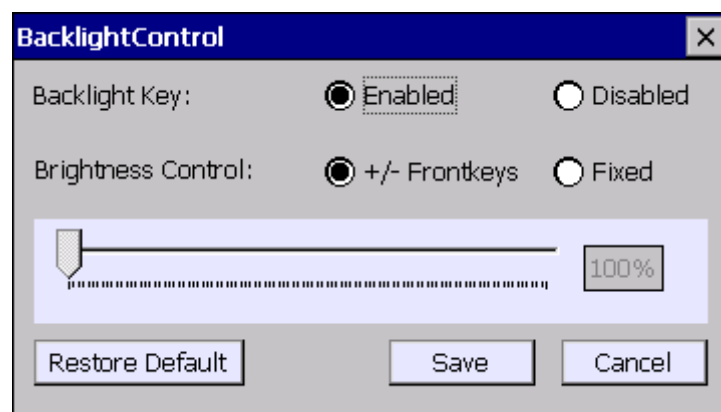 BacklightControl
Backlight Key: Enabled Disabled
Brightness Control: +/- Frontkeys Fixed
100%
Restore Default Save Cancel